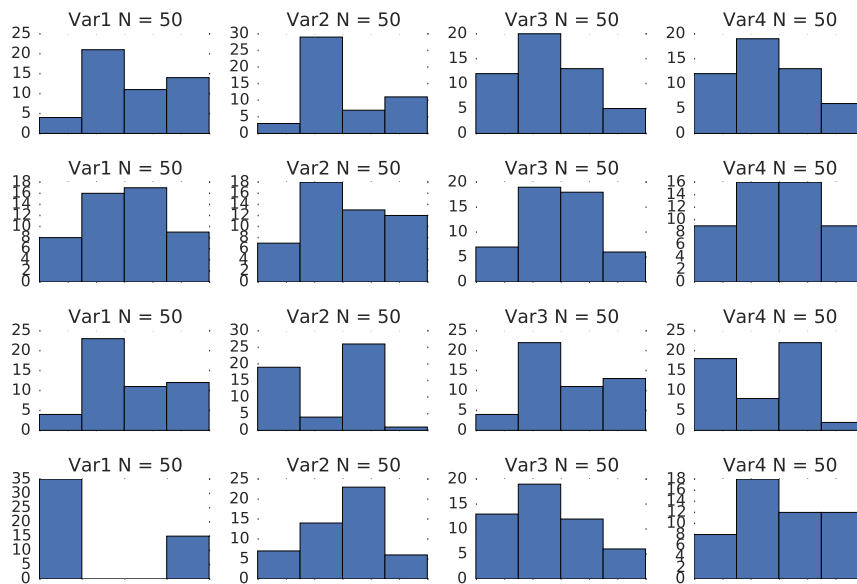 Var1 N = 50 Var2 N = 50 Var3 N = 50 Var4 N = 50
25 30 20 20
20 25 15 15
15 20 10 10
10 15 5 5
5 10 0 0
0 5
0
Var1 N = 50 Var2 N = 50 Var3 N = 50 Var4 N = 50
18 18 20 16
16 16 15 14
14 14 10 12
12 12 5 10
10 10 0 8
8 8 6
6 6 4
4 4 2
2 2 0
0 0
Var1 N = 50 Var2 N = 50 Var3 N = 50 Var4 N = 50
25 30 25 25
20 25 20 20
15 20 15 15
10 15 10 10
5 10 5 5
0 5 0 0
0
Var1 N = 50 Var2 N = 50 Var3 N = 50 Var4 N = 50
35 25 20 18
30 20 15 16
25 15 10 14
20 10 5 12
15 5 0 10
10 0 8
5 6
0 4
2
0